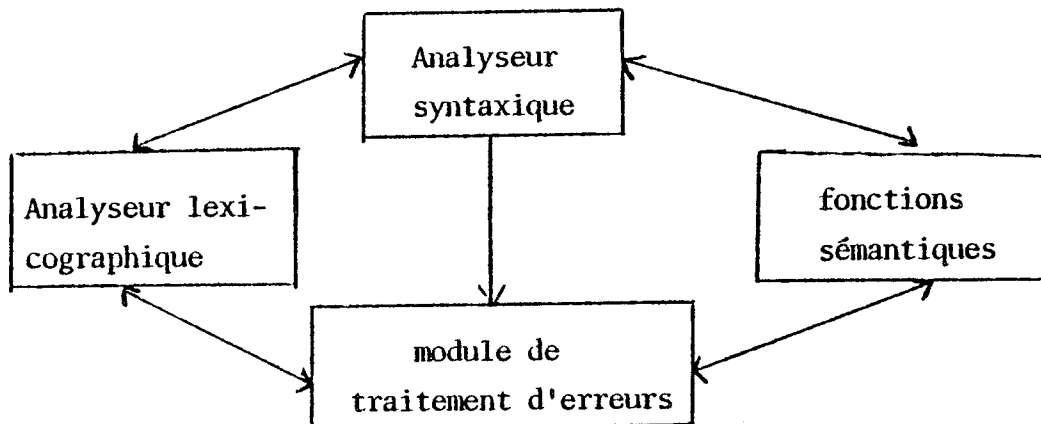 Analyseur
syntaxique
Analyseur lexi-
cographique
fonctions
sémantiques
module de
traitement d'erreurs